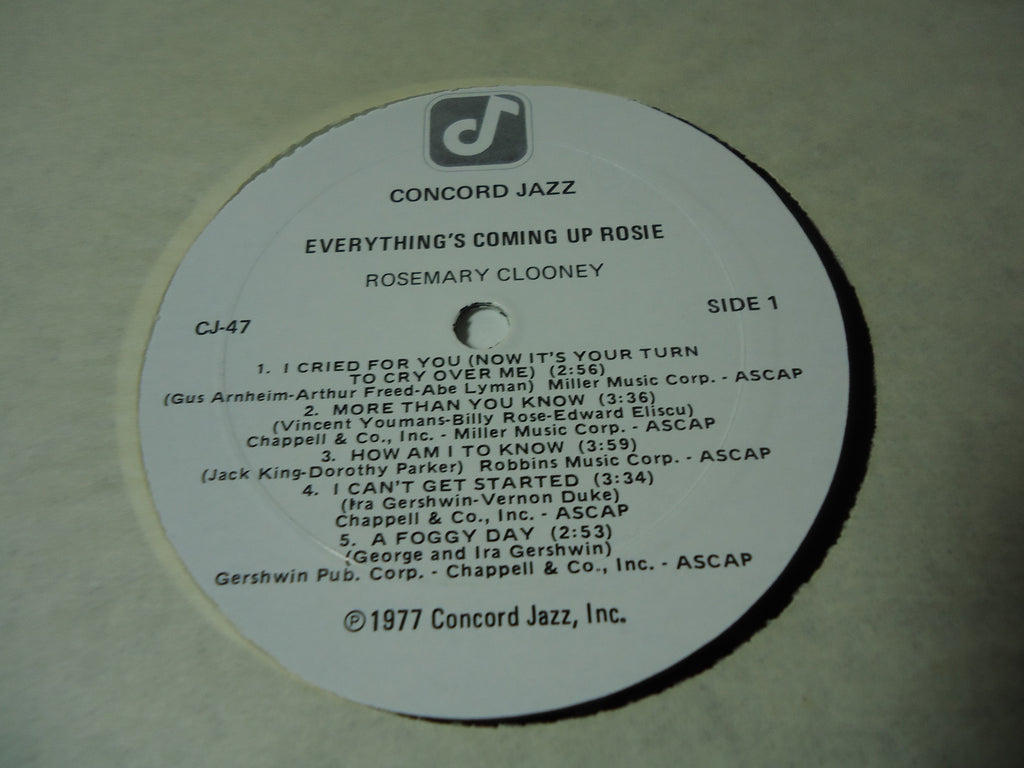 CONCORD JAZZ
EVERYTHING'S COMING UP ROSIE
ROSEMARY CLOONEY
CJ-47
SIDE 1
1. I CRIED FOR YOU (NOW IT'S YOUR TURN
TO CRY OVER ME) (2:56)
(Gus Arnheim-Arthur Freed-Abe Lyman) Miller Music Corp. - ASCAP
2. MORE THAN YOU KNOW (3:36)
(Vincent Youmans-Billy Rose-Edward Eliscu)
Chappell & Co., Inc. - Miller Music Corp. - ASCAP
3. HOW AM I TO KNOW (3:59)
(Jack King-Dorothy Parker) Robbins Music Corp. - ASCAP
4. I CAN'T GET STARTED (3:34)
(Ira Gershwin-Vernon Duke)
Chappell & Co., Inc. - ASCAP
5. A FOGGY DAY (2:53)
(George and Ira Gershwin)
Gershwin Pub. Corp. - Chappell & Co., Inc. - ASCAP
℗1977 Concord Jazz, Inc.